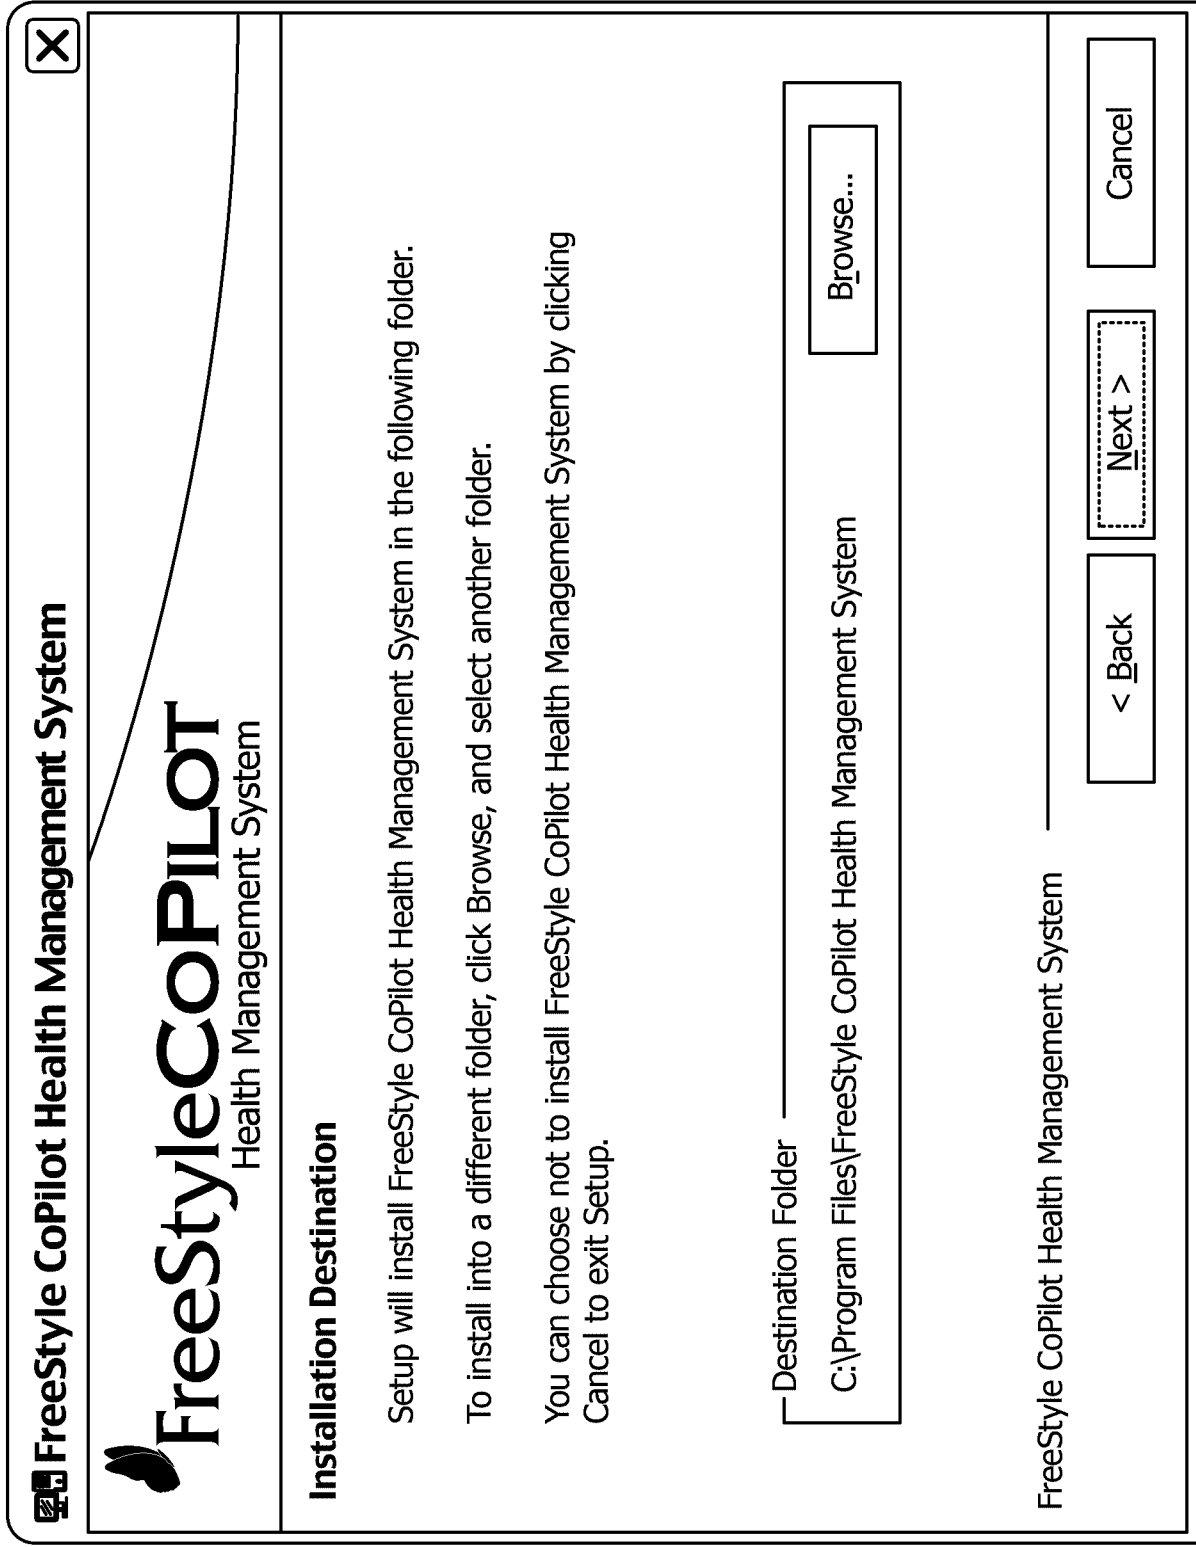 FreeStyle CoPilot Health Management System
FreeStyleCOPILOT
Health Management System
Installation Destination
Setup will install FreeStyle CoPilot Health Management System in the following folder.
To install into a different folder, click Browse, and select another folder.
You can choose not to install FreeStyle CoPilot Health Management System by clicking
Cancel to exit Setup.
Destination Folder
C:\Program Files\FreeStyle CoPilot Health Management System
Browse...
FreeStyle CoPilot Health Management System
< Back
Next >
Cancel